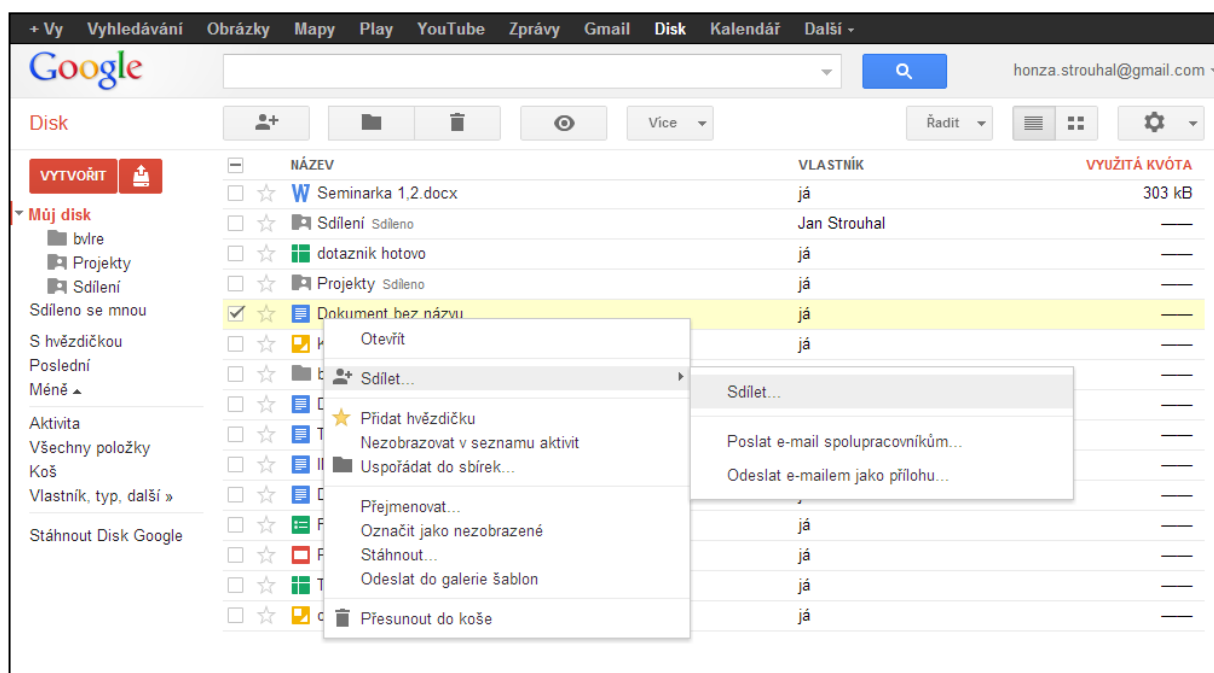 + Vy Vyhledávání Obrázky Mapy Play YouTube Zprávy Gmail Disk Kalendář Další
Google
honza.strouhal@gmail.com
Disk
Více
Řadit
VYTVOŘIT
NÁZEV VLASTNÍK VYUŽITÁ KVÓTA
Můj disk
bvlre
Projekty
Sdílení
Sdíleno se mnou
S hvězdičkou
Poslední
Méně
Aktivita
Všechny položky
Koš
Vlastník, typ, další »
Stáhnout Disk Google
Seminarka 1,2.docx já 303 kB
Sdílení Sdíleno Jan Strouhal
dotaznik hotovo já
Projekty Sdíleno já
Dokument bez názvu já
já
Otevřít
Sdílet...
Přidat hvězdičku
Nezobrazovat v seznamu aktivit
Uspořádat do sbírek...
Přejmenovat...
Označit jako nezobrazené
Stáhnout...
Odeslat do galerie šablon
Přesunout do koše
Sdílet...
Poslat e-mail spolupracovníkům...
Odeslat e-mailem jako přílohu...
já
já
já
já